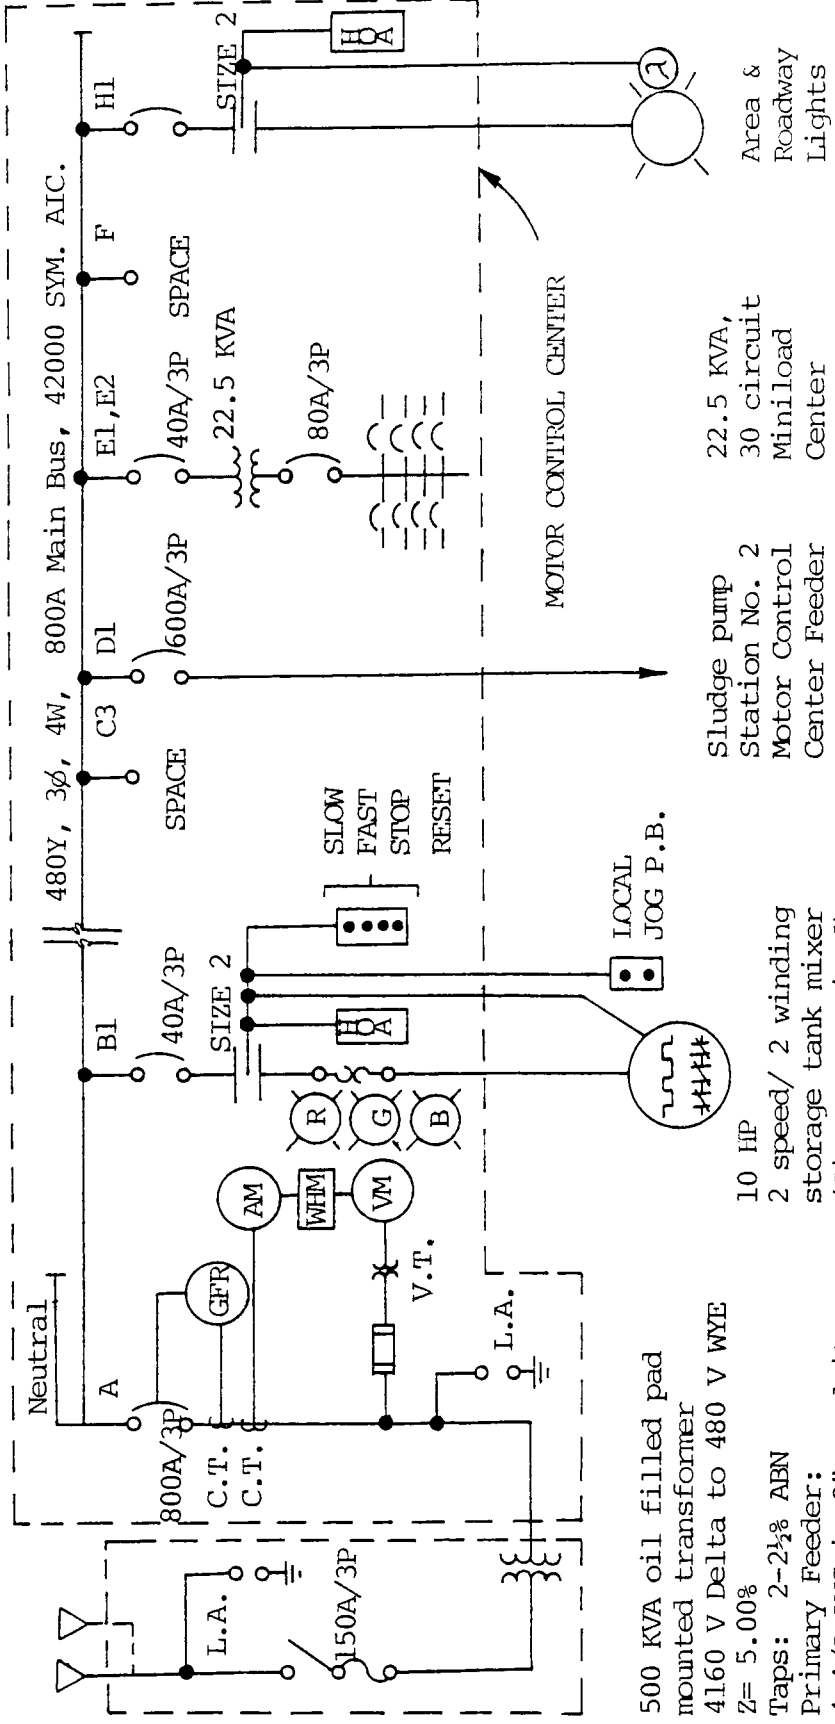 Neutral
480Y, 3ø, 4W, 800A Main Bus, 42000 SYM. AIC.
A
B1
C3
D1
E1,E2
F
H1
800A/3P
40A/3P
SPACE
600A/3P
40A/3P
SPACE
22.5 KVA
80A/3P
SIZE 2
SIZE 2
H
O
A
H
O
A
SLOW
FAST
STOP
RESET
LOCAL
JOG P.B.
R
G
B
GFR
AM
WHM
VM
V.T.
C.T.
C.T.
L.A.
L.A.
150A/3P
MOTOR CONTROL CENTER
λ
500 KVA oil filled pad
mounted transformer
4160 V Delta to 480 V WYE
Z= 5.00%
Taps: 2-2½% ABN
Primary Feeder:
10 HP
2 speed/ 2 winding
storage tank mixer
Sludge pump
Station No. 2
Motor Control
Center Feeder
22.5 KVA,
30 circuit
Miniload
Center
Area &
Roadway
Lights